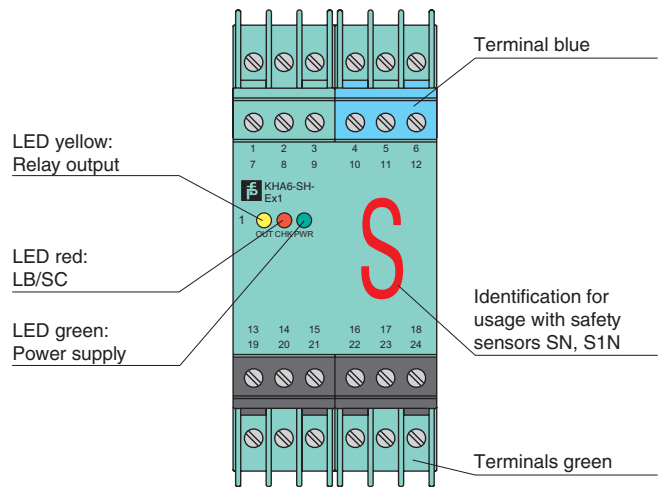 Terminal blue
1 2 3 4 5 6
7 8 9 10 11 12
LED yellow:
Relay output
KHA6-SH-
Ex1
1
OUT CHK PWR
S
LED red:
LB/SC
Identification for
usage with safety
sensors SN, S1N
LED green:
Power supply
13 14 15 16 17 18
19 20 21 22 23 24
Terminals green